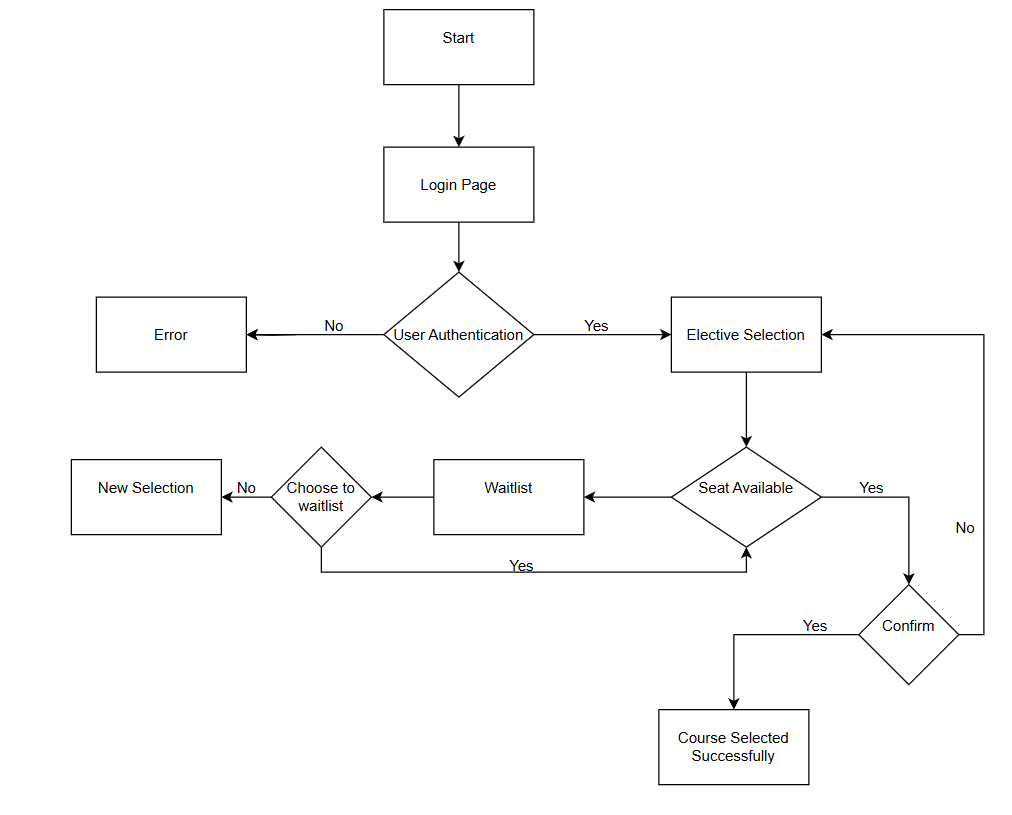 Start
Login Page
No
Yes
Error
User Authentication
Elective Selection
New Selection
No
Choose to
waitlist
Waitlist
Seat Available
Yes
No
Yes
Yes
Confirm
Course Selected
Successfully